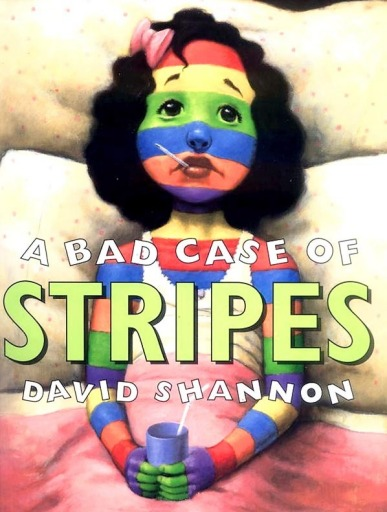 A BAD CASE OF
STRIPES
DAVID SHANNON